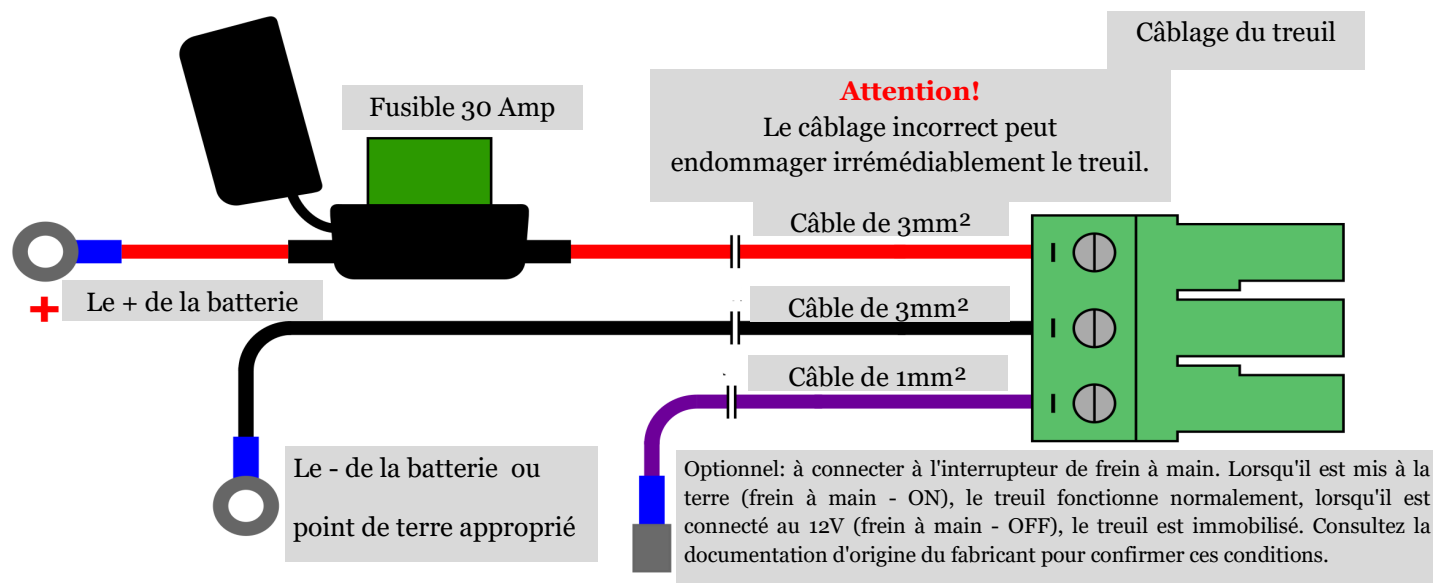 Câblage du treuil
Attention!
Le câblage incorrect peut
endommager irrémédiablement le treuil.
Fusible 30 Amp
Câble de 3mm²
+ Le + de la batterie
Câble de 3mm²
Câble de 1mm²
Le - de la batterie ou
point de terre approprié
Optionnel: à connecter à l'interrupteur de frein à main. Lorsqu'il est mis à la
terre (frein à main - ON), le treuil fonctionne normalement, lorsqu'il est
connecté au 12V (frein à main - OFF), le treuil est immobilisé. Consultez la
documentation d'origine du fabricant pour confirmer ces conditions.